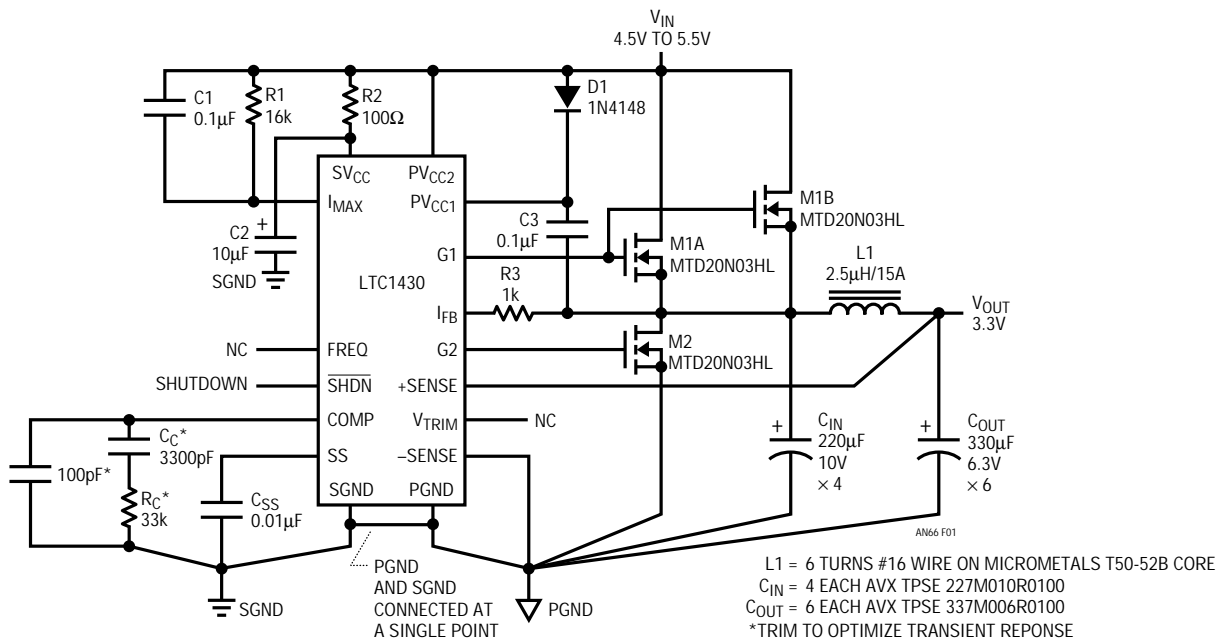 VIN
4.5V TO 5.5V
C1
0.1µF
R1
16k
R2
100Ω
D1
1N4148
SVCC
PVCC2
IMAX
PVCC1
M1B
MTD20N03HL
C2
+
10µF
SGND
C3
0.1µF
G1
M1A
MTD20N03HL
L1
2.5µH/15A
LTC1430
R3
1k
VOUT
3.3V
IFB
M2
MTD20N03HL
NC
FREQ
G2
SHUTDOWN
SHDN
+SENSE
COMP
VTRIM
NC
CC*
3300pF
100pF*
RC*
33k
SS
–SENSE
CSS
0.01µF
SGND
PGND
+
CIN
220µF
10V
× 4
+
COUT
330µF
6.3V
× 6
AN66 F01
SGND
PGND
AND SGND
CONNECTED AT
A SINGLE POINT
PGND
L1 = 6 TURNS #16 WIRE ON MICROMETALS T50-52B CORE
CIN = 4 EACH AVX TPSE 227M010R0100
COUT = 6 EACH AVX TPSE 337M006R0100
*TRIM TO OPTIMIZE TRANSIENT REPONSE